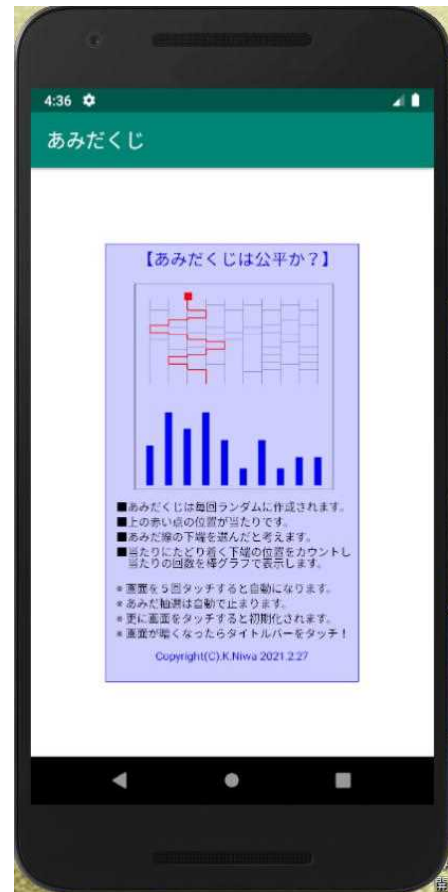 4:36
あみだくじ
【あみだくじは公平か？】
■あみだくじは毎回ランダムに作成されます。
■上の赤い点の位置が当たりです。
■あみだ線の下端を選んだと考えます。
■当たりにたどり着く下端の位置をカウントし
当たりの回数を棒グラフで表示します。
※画面を５回タッチすると自動になります。
※あみだ抽選は自動で止まります。
※更に画面をタッチすると初期化されます。
※画面が暗くなったらタイトルバーをタッチ！
Copyright(C).K.Niwa 2021.2.27